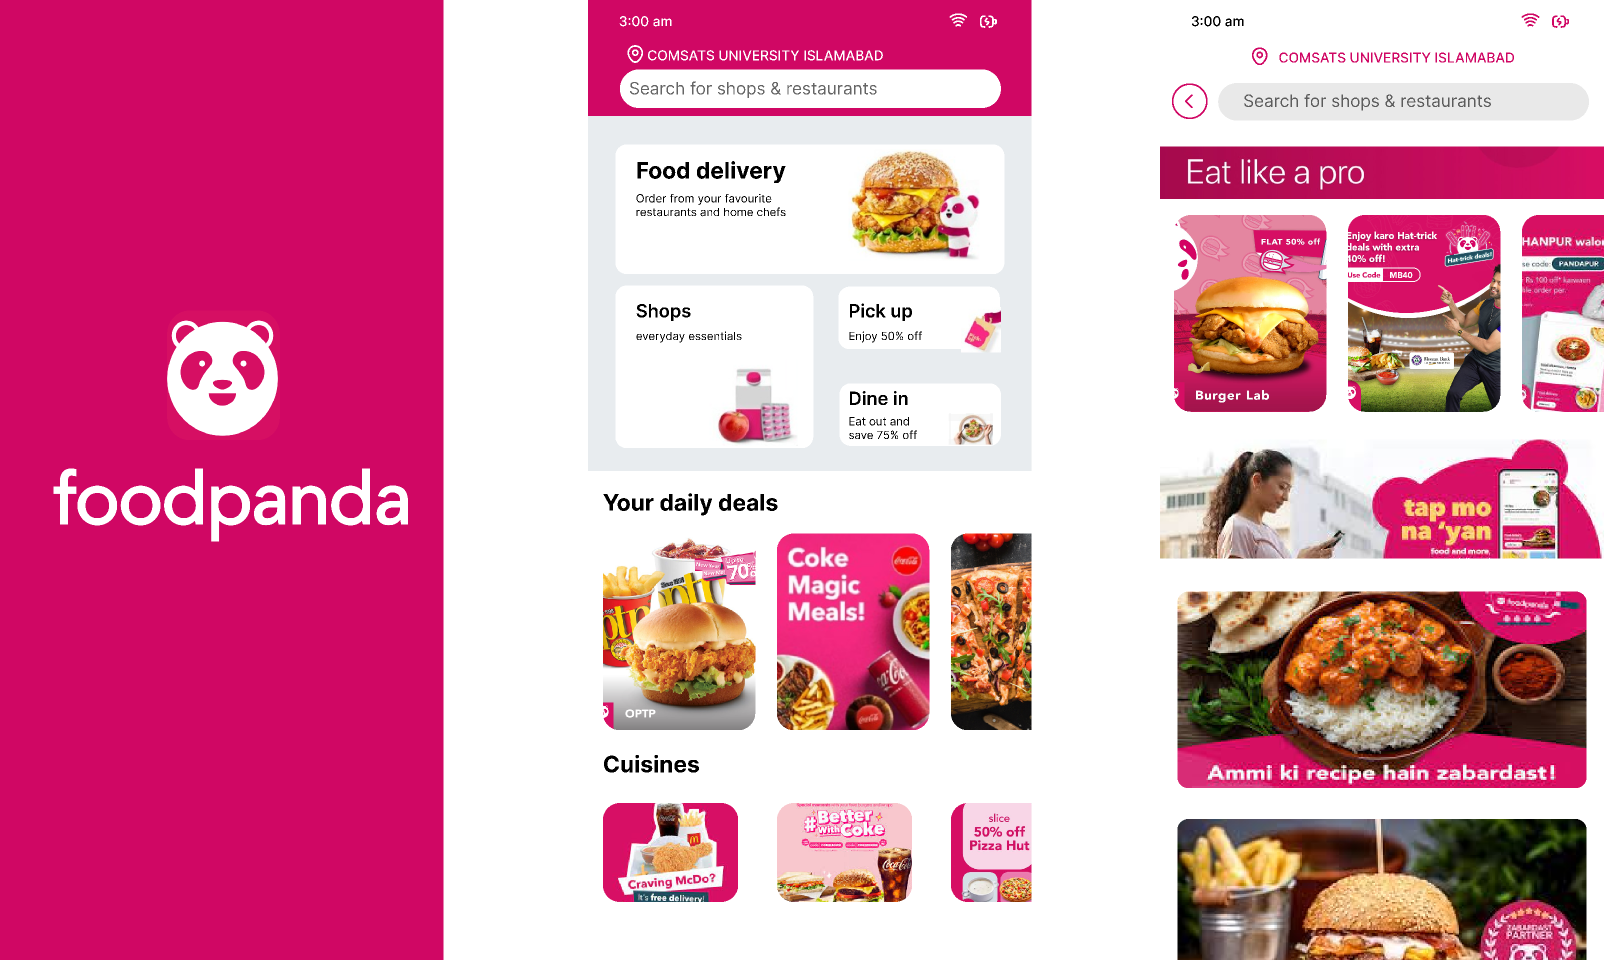 foodpanda
3:00 am
COMSATS UNIVERSITY ISLAMABAD
Search for shops & restaurants
Food delivery
Order from your favourite
restaurants and home chefs
Shops
everyday essentials
Pick up
Enjoy 50% off
Dine in
Eat out and
save 75% off
Your daily deals
70%
OPTP
Coke
Magic
Meals!
Coca-Cola
Cuisines
Craving McDo?
It's free delivery!
#Better
With Coke
Coca-Cola
slice
50% off
Pizza Hut
3:00 am
COMSATS UNIVERSITY ISLAMABAD
Search for shops & restaurants
Eat like a pro
FLAT 50% off
Burger Lab
Enjoy karo Hat-trick
deals with extra
40% off!
Use Code MB40
Hat-trick deals!
HANPUR walon
se code: PANDAPUR
Rs.100 off*
order per.
tap mo
na 'yan
food and more,
foodpanda
Ammi ki recipe hain zabardast!
ZABARDAST
PARTNER